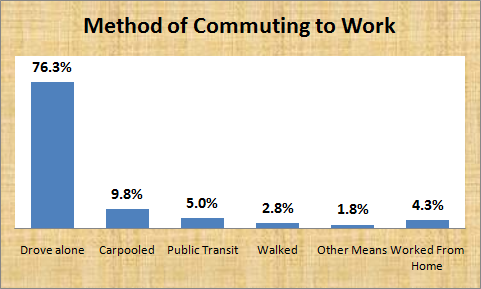 Method of Commuting to Work
76.3%
9.8%
5.0%
2.8%
1.8%
4.3%
Drove alone
Carpooled
Public Transit
Walked
Other Means
Worked From
Home